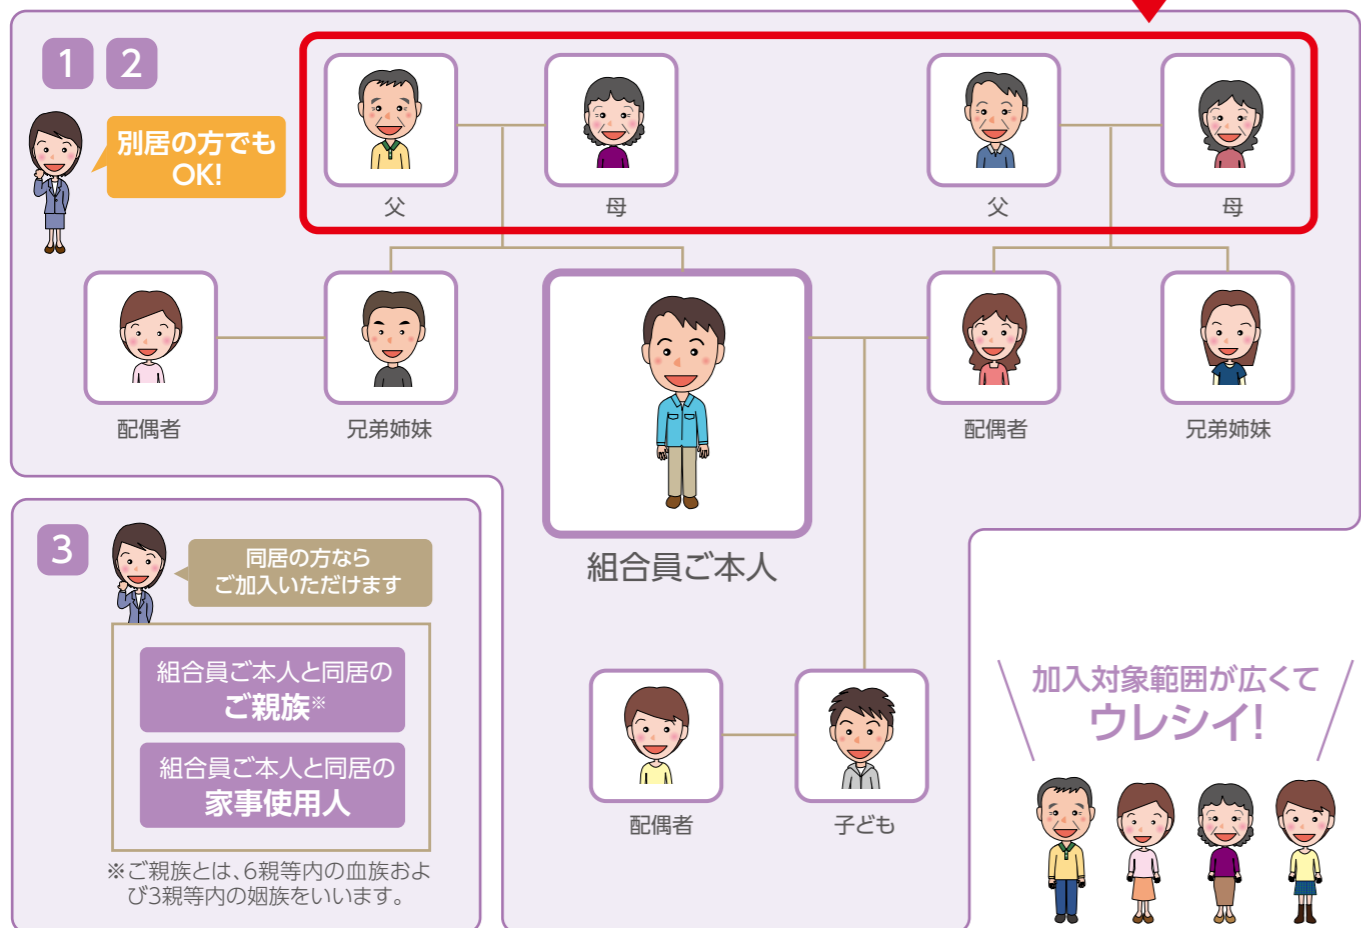 1 2
別居の方でも
OK!
父
母
父
母
配偶者
兄弟姉妹
配偶者
兄弟姉妹
組合員ご本人
3
同居の方なら
ご加入いただけます
組合員ご本人と同居の
ご親族※
組合員ご本人と同居の
家事使用人
※ご親族とは、6親等内の血族およ
び3親等内の姻族をいいます。
配偶者
子ども
加入対象範囲が広くて
ウレシイ!